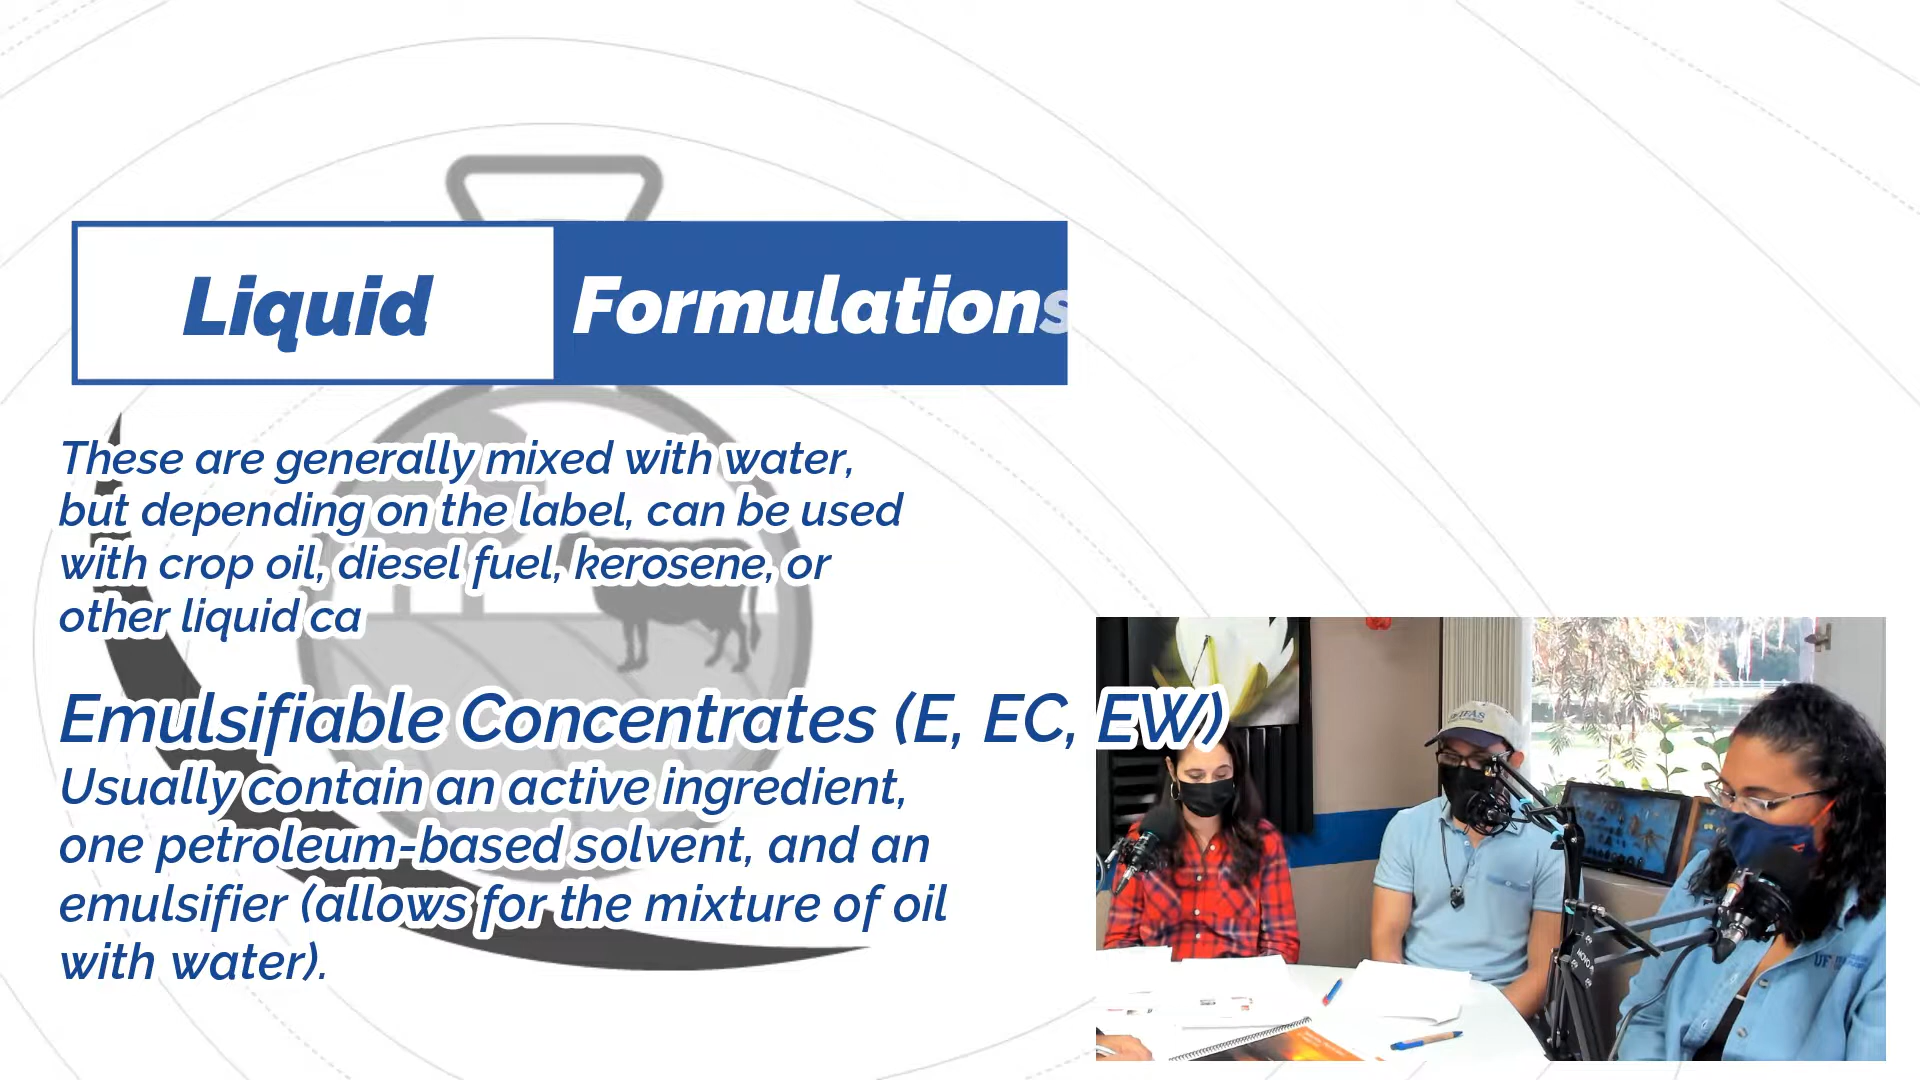 Liquid Formulations
These are generally mixed with water,
but depending on the label, can be used
with crop oil, diesel fuel, kerosene, or
other liquid ca
Emulsifiable Concentrates (E, EC, EW)
Usually contain an active ingredient,
one petroleum-based solvent, and an
emulsifier (allows for the mixture of oil
with water).
IFAS
UF